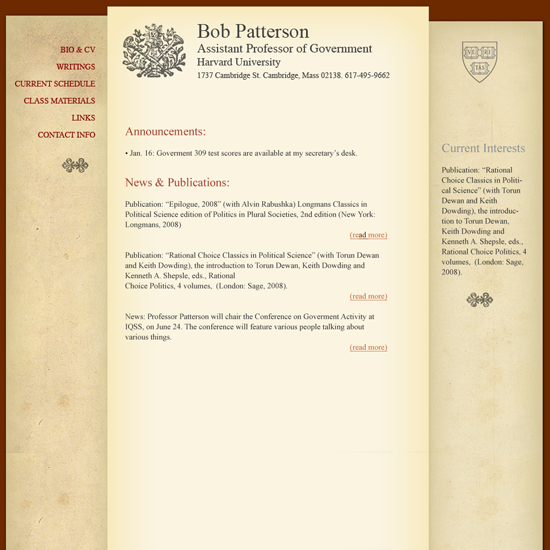 BIO & CV
WRITINGS
CURRENT SCHEDULE
CLASS MATERIALS
LINKS
CONTACT INFO
Bob Patterson
Assistant Professor of Government
Harvard University
1737 Cambridge St. Cambridge, Mass 02138. 617-495-9662
Announcements:
• Jan. 16: Goverment 309 test scores are available at my secretary's desk.
News & Publications:
Publication: “Epilogue, 2008” (with Alvin Rabushka) Longmans Classics in
Political Science edition of Politics in Plural Societies, 2nd edition (New York:
Longmans, 2008)
(read more)
Publication: “Rational Choice Classics in Political Science” (with Torun Dewan
and Keith Dowding), the introduction to Torun Dewan, Keith Dowding and
Kenneth A. Shepsle, eds., Rational
Choice Politics, 4 volumes, (London: Sage, 2008).
(read more)
News: Professor Patterson will chair the Conference on Goverment Activity at
IQSS, on June 24. The conference will feature various people talking about
various things.
(read more)
VE RI
TAS
Current Interests
Publication: “Rational
Choice Classics in Politi-
cal Science” (with Torun
Dewan and Keith
Dowding), the introduc-
tion to Torun Dewan,
Keith Dowding and
Kenneth A. Shepsle, eds.,
Rational Choice Politics, 4
volumes, (London: Sage,
2008).